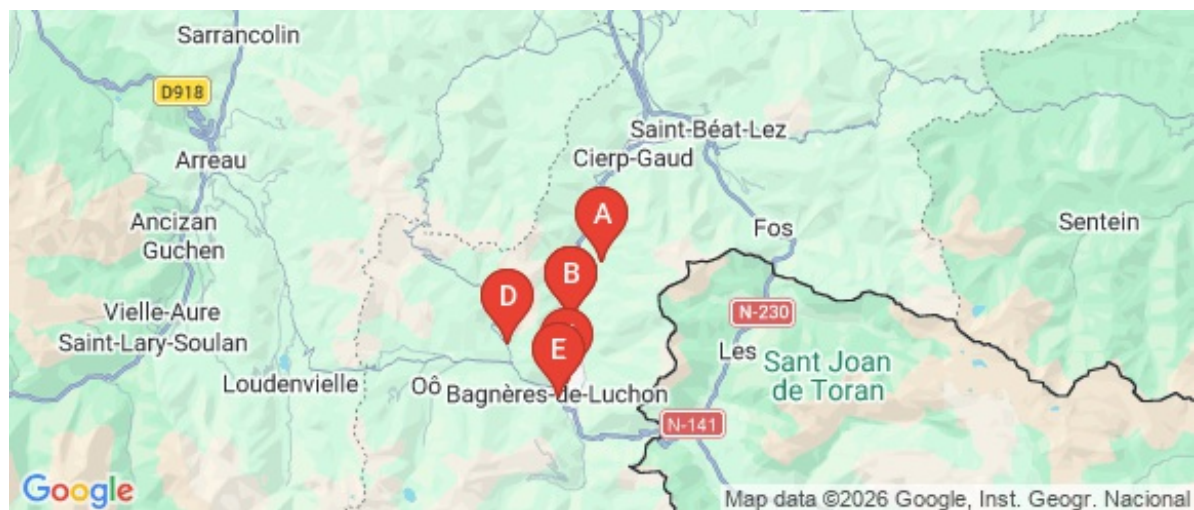 Sarrancolin
D918
Saint-Béat-Lez
Arreau
Cierp-Gaud
A
Ancizan
Guchen
Fos
Sentein
B
D
Vielle-Aure
N-230
Saint-Lary-Soulan
E
Les
Sant Joan
de Toran
Loudenvielle
Oô
Bagnères-de-Luchon
N-141
Google
Map data ©2026 Google, Inst. Geogr. Nacional